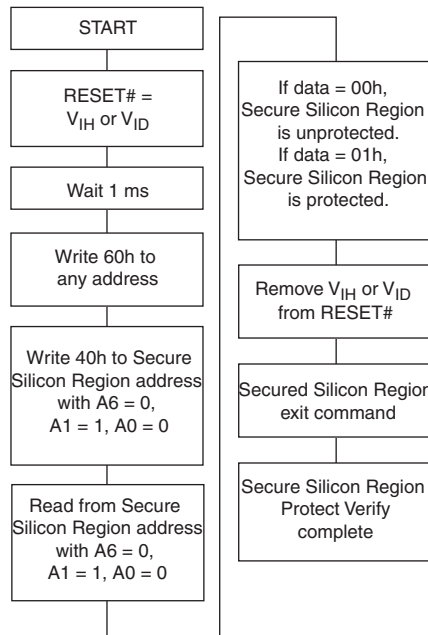 START
RESET# =
VIH or VID
Wait 1 ms
Write 60h to
any address
Write 40h to Secure
Silicon Region address
with A6 = 0,
A1 = 1, A0 = 0
Read from Secure
Silicon Region address
with A6 = 0,
A1 = 1, A0 = 0
If data = 00h,
Secure Silicon Region
is unprotected.
If data = 01h,
Secure Silicon Region
is protected.
Remove VIH or VID
from RESET#
Secured Silicon Region
exit command
Secure Silicon Region
Protect Verify
complete